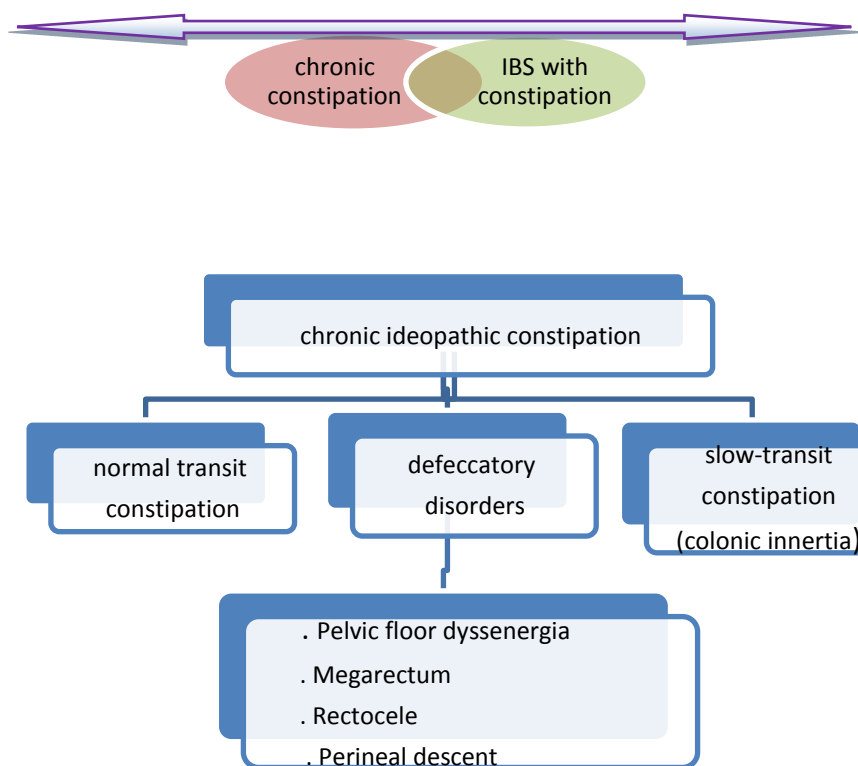 chronic
constipation
IBS with
constipation
chronic ideopathic constipation
normal transit
constipation
defeccatory
disorders
slow-transit
constipation
(colonic innertia)
. Pelvic floor dyssenergia
. Megarectum
. Rectocele
. Perineal descent